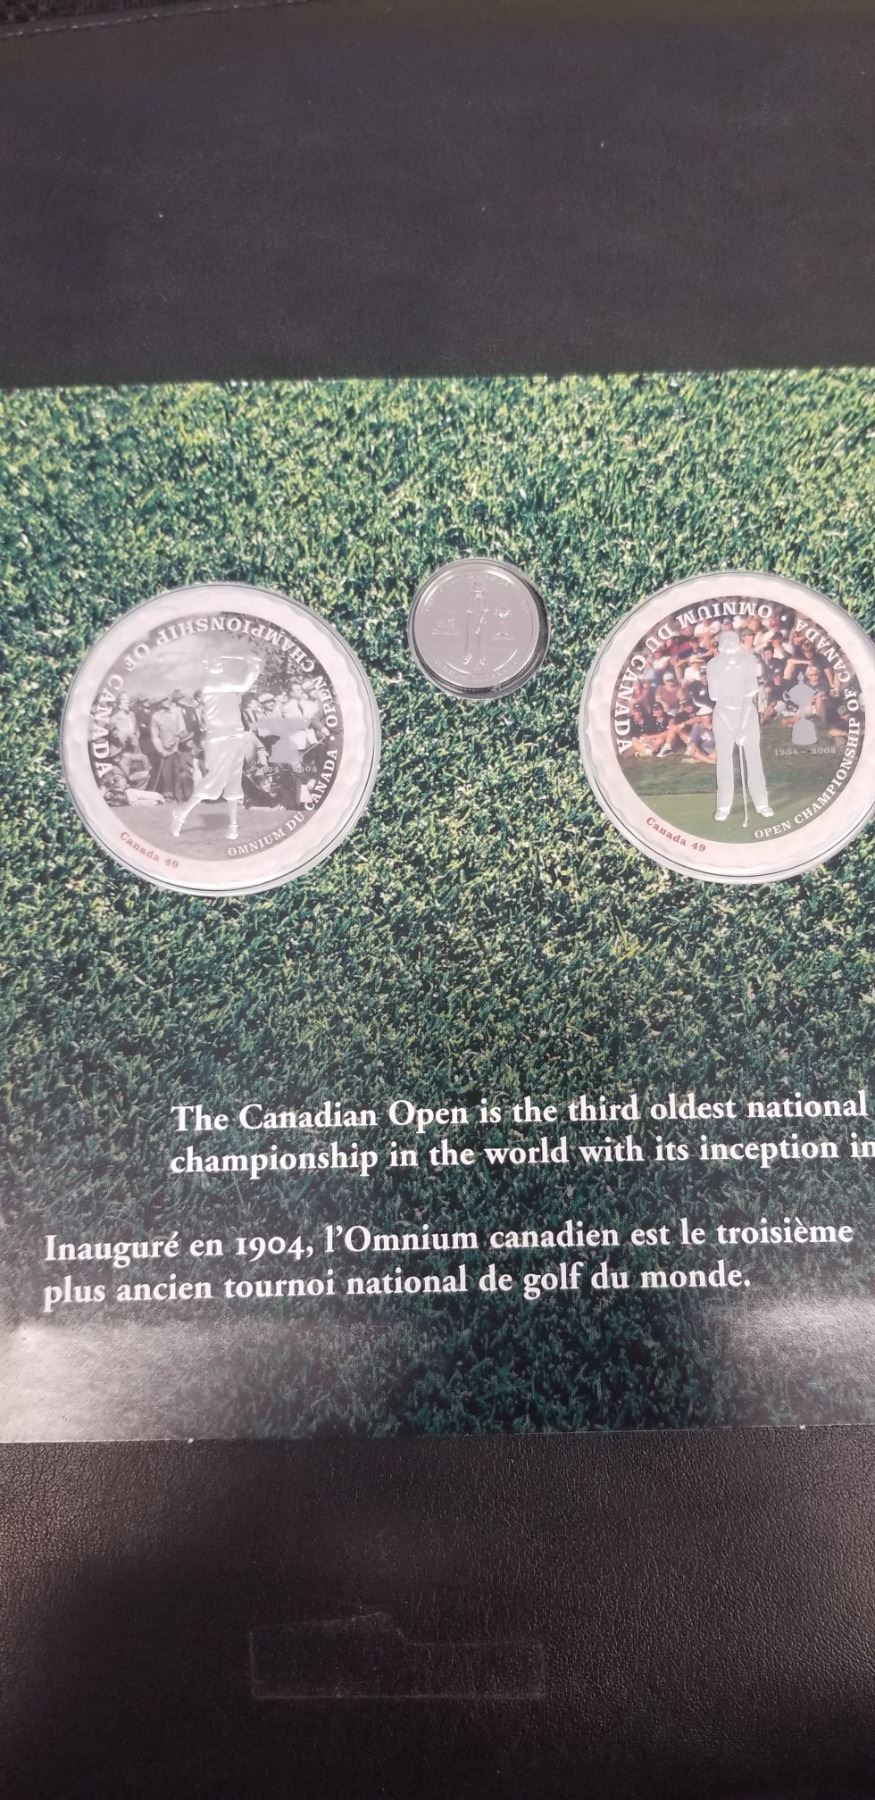 OPEN CHAMPIONSHIP OF CANADA
OMNIUM DU CANADA
Canada 49
OMNIUM DU CANADA
OPEN CHAMPIONSHIP OF CANADA
1904 - 2004
Canada 49
The Canadian Open is the third oldest national
championship in the world with its inception in
Inauguré en 1904, l'Omnium canadien est le troisième
plus ancien tournoi national de golf du monde.